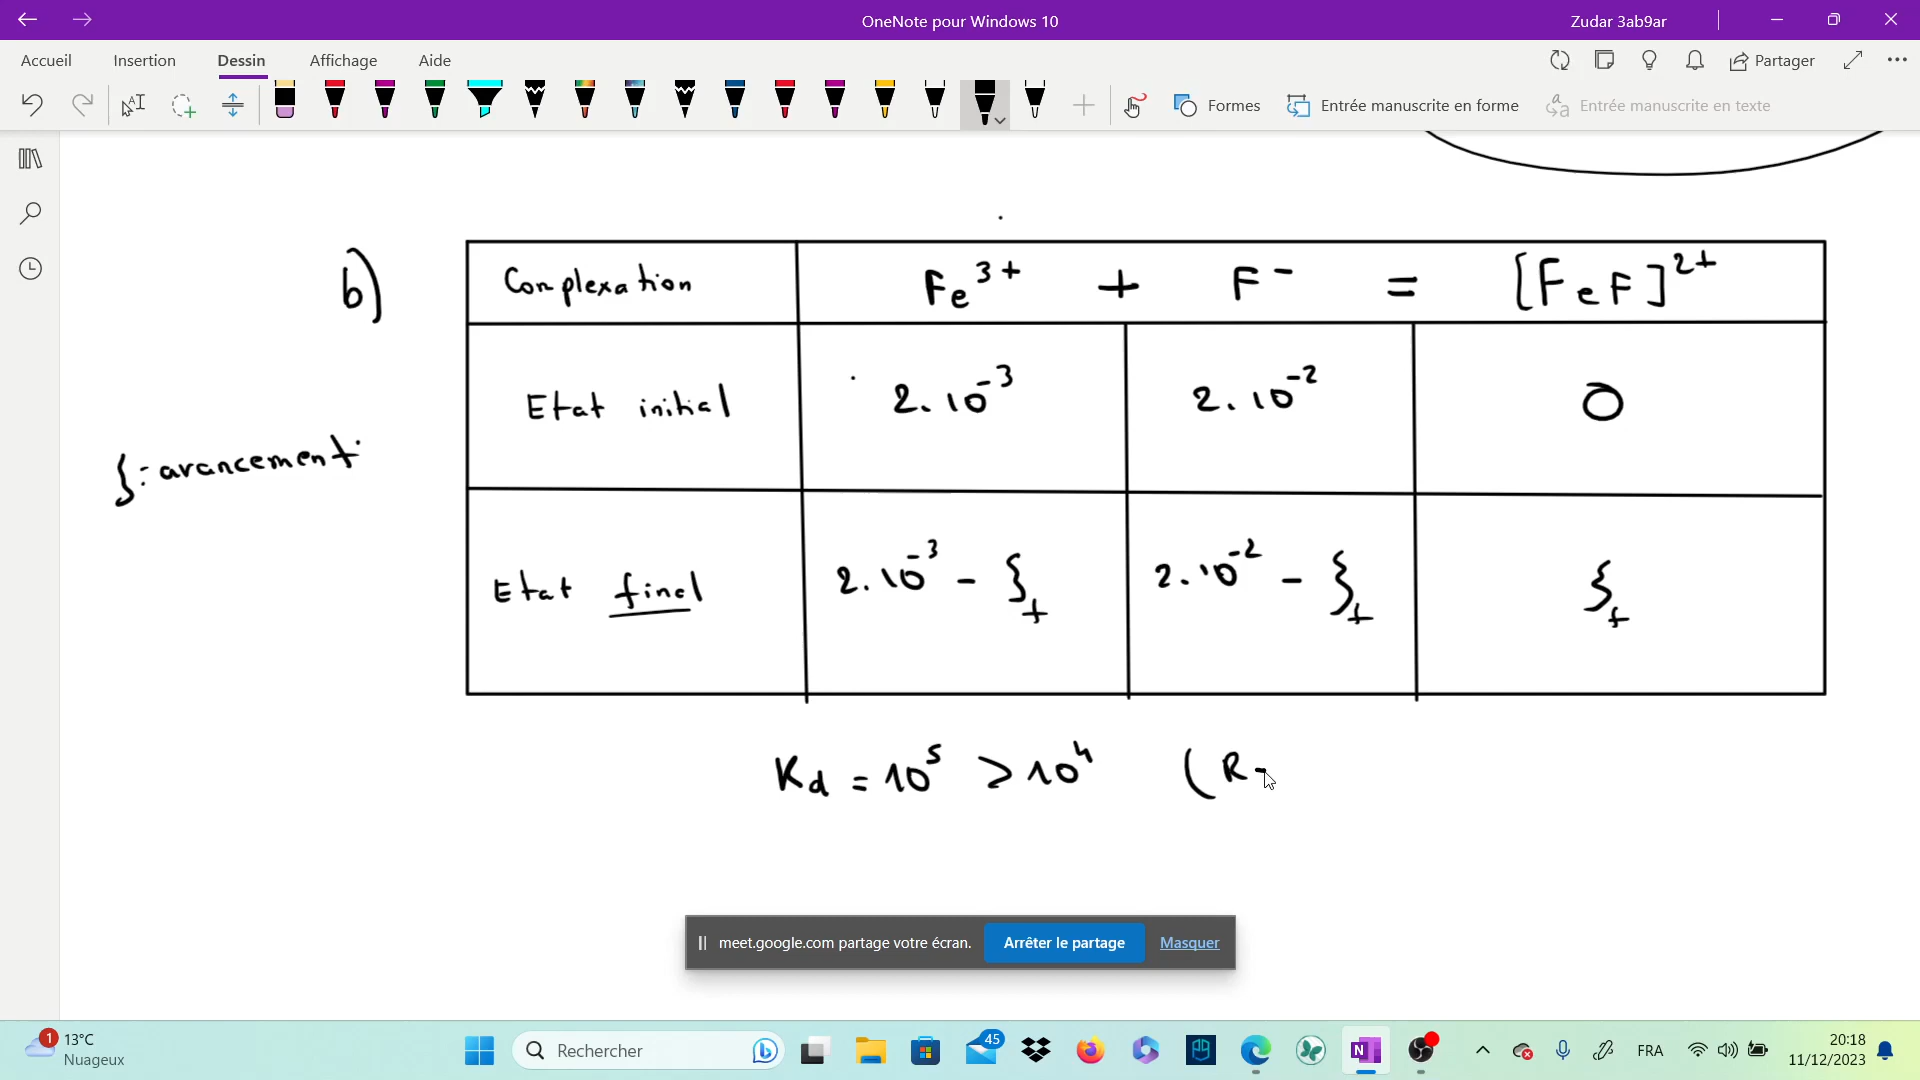 OneNote pour Windows 10
Zudar 3ab9ar
Accueil Insertion Dessin Affichage Aide
Partager
Formes Entrée manuscrite en forme Entrée manuscrite en texte
b)
Complexation Fe³⁺ + F⁻ = [FeF]²⁺
Etat initial 2.10⁻³ 2.10⁻² 0
ξ : avancement
Etat final 2.10⁻³ - ξf 2.10⁻² - ξf ξf
Kd = 10⁵ > 10⁴ (R-
meet.google.com partage votre écran. Arrêter le partage Masquer
1 13°C
Nuageux
Rechercher
45
FRA
20:18
11/12/2023